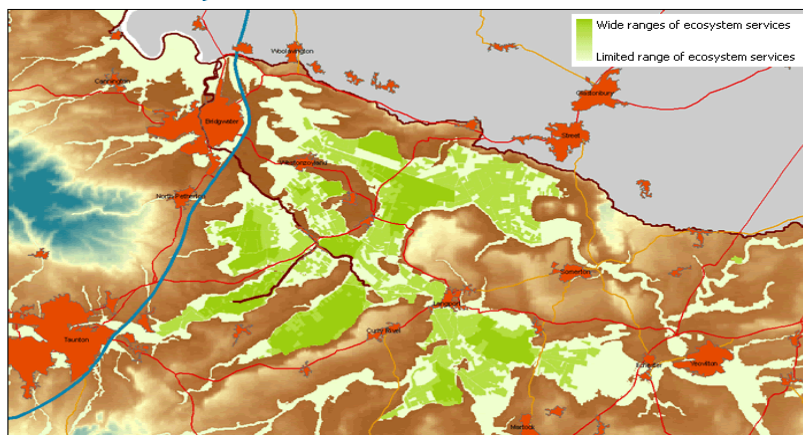 Wide ranges of ecosystem services
Limited range of ecosystem services
Woolavington
Cannington
Glastonbury
Bridgwater
Street
Westonzoyland
North Petherton
Somerton
Langport
Curry Rivel
Taunton
Ilchester
Yeovilton
Martock